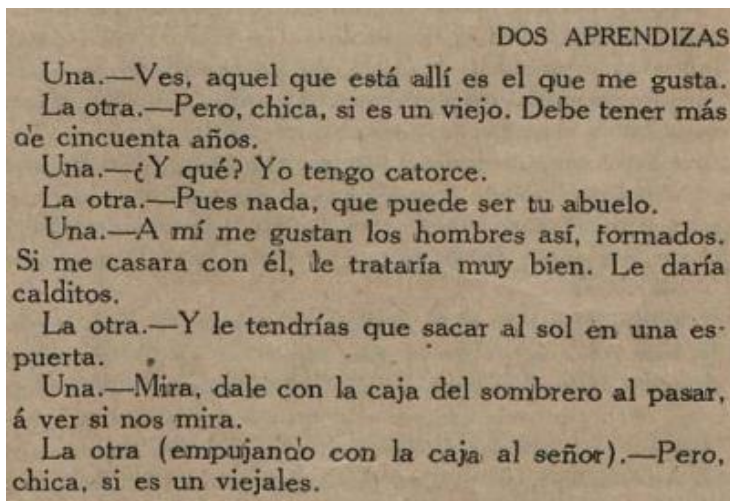 DOS APRENDIZAS
Una.—Ves, aquel que está allí es el que me gusta.
La otra.—Pero, chica, si es un viejo. Debe tener más
de cincuenta años.
Una.—¿Y qué? Yo tengo catorce.
La otra.—Pues nada, que puede ser tu abuelo.
Una.—A mí me gustan los hombres así, formados.
Si me casara con él, le trataría muy bien. Le daría
calditos.
La otra.—Y le tendrías que sacar al sol en una es-
puerta.
Una.—Mira, dale con la caja del sombrero al pasar,
á ver si nos mira.
La otra (empujando con la caja al señor).—Pero,
chica, si es un viejales.